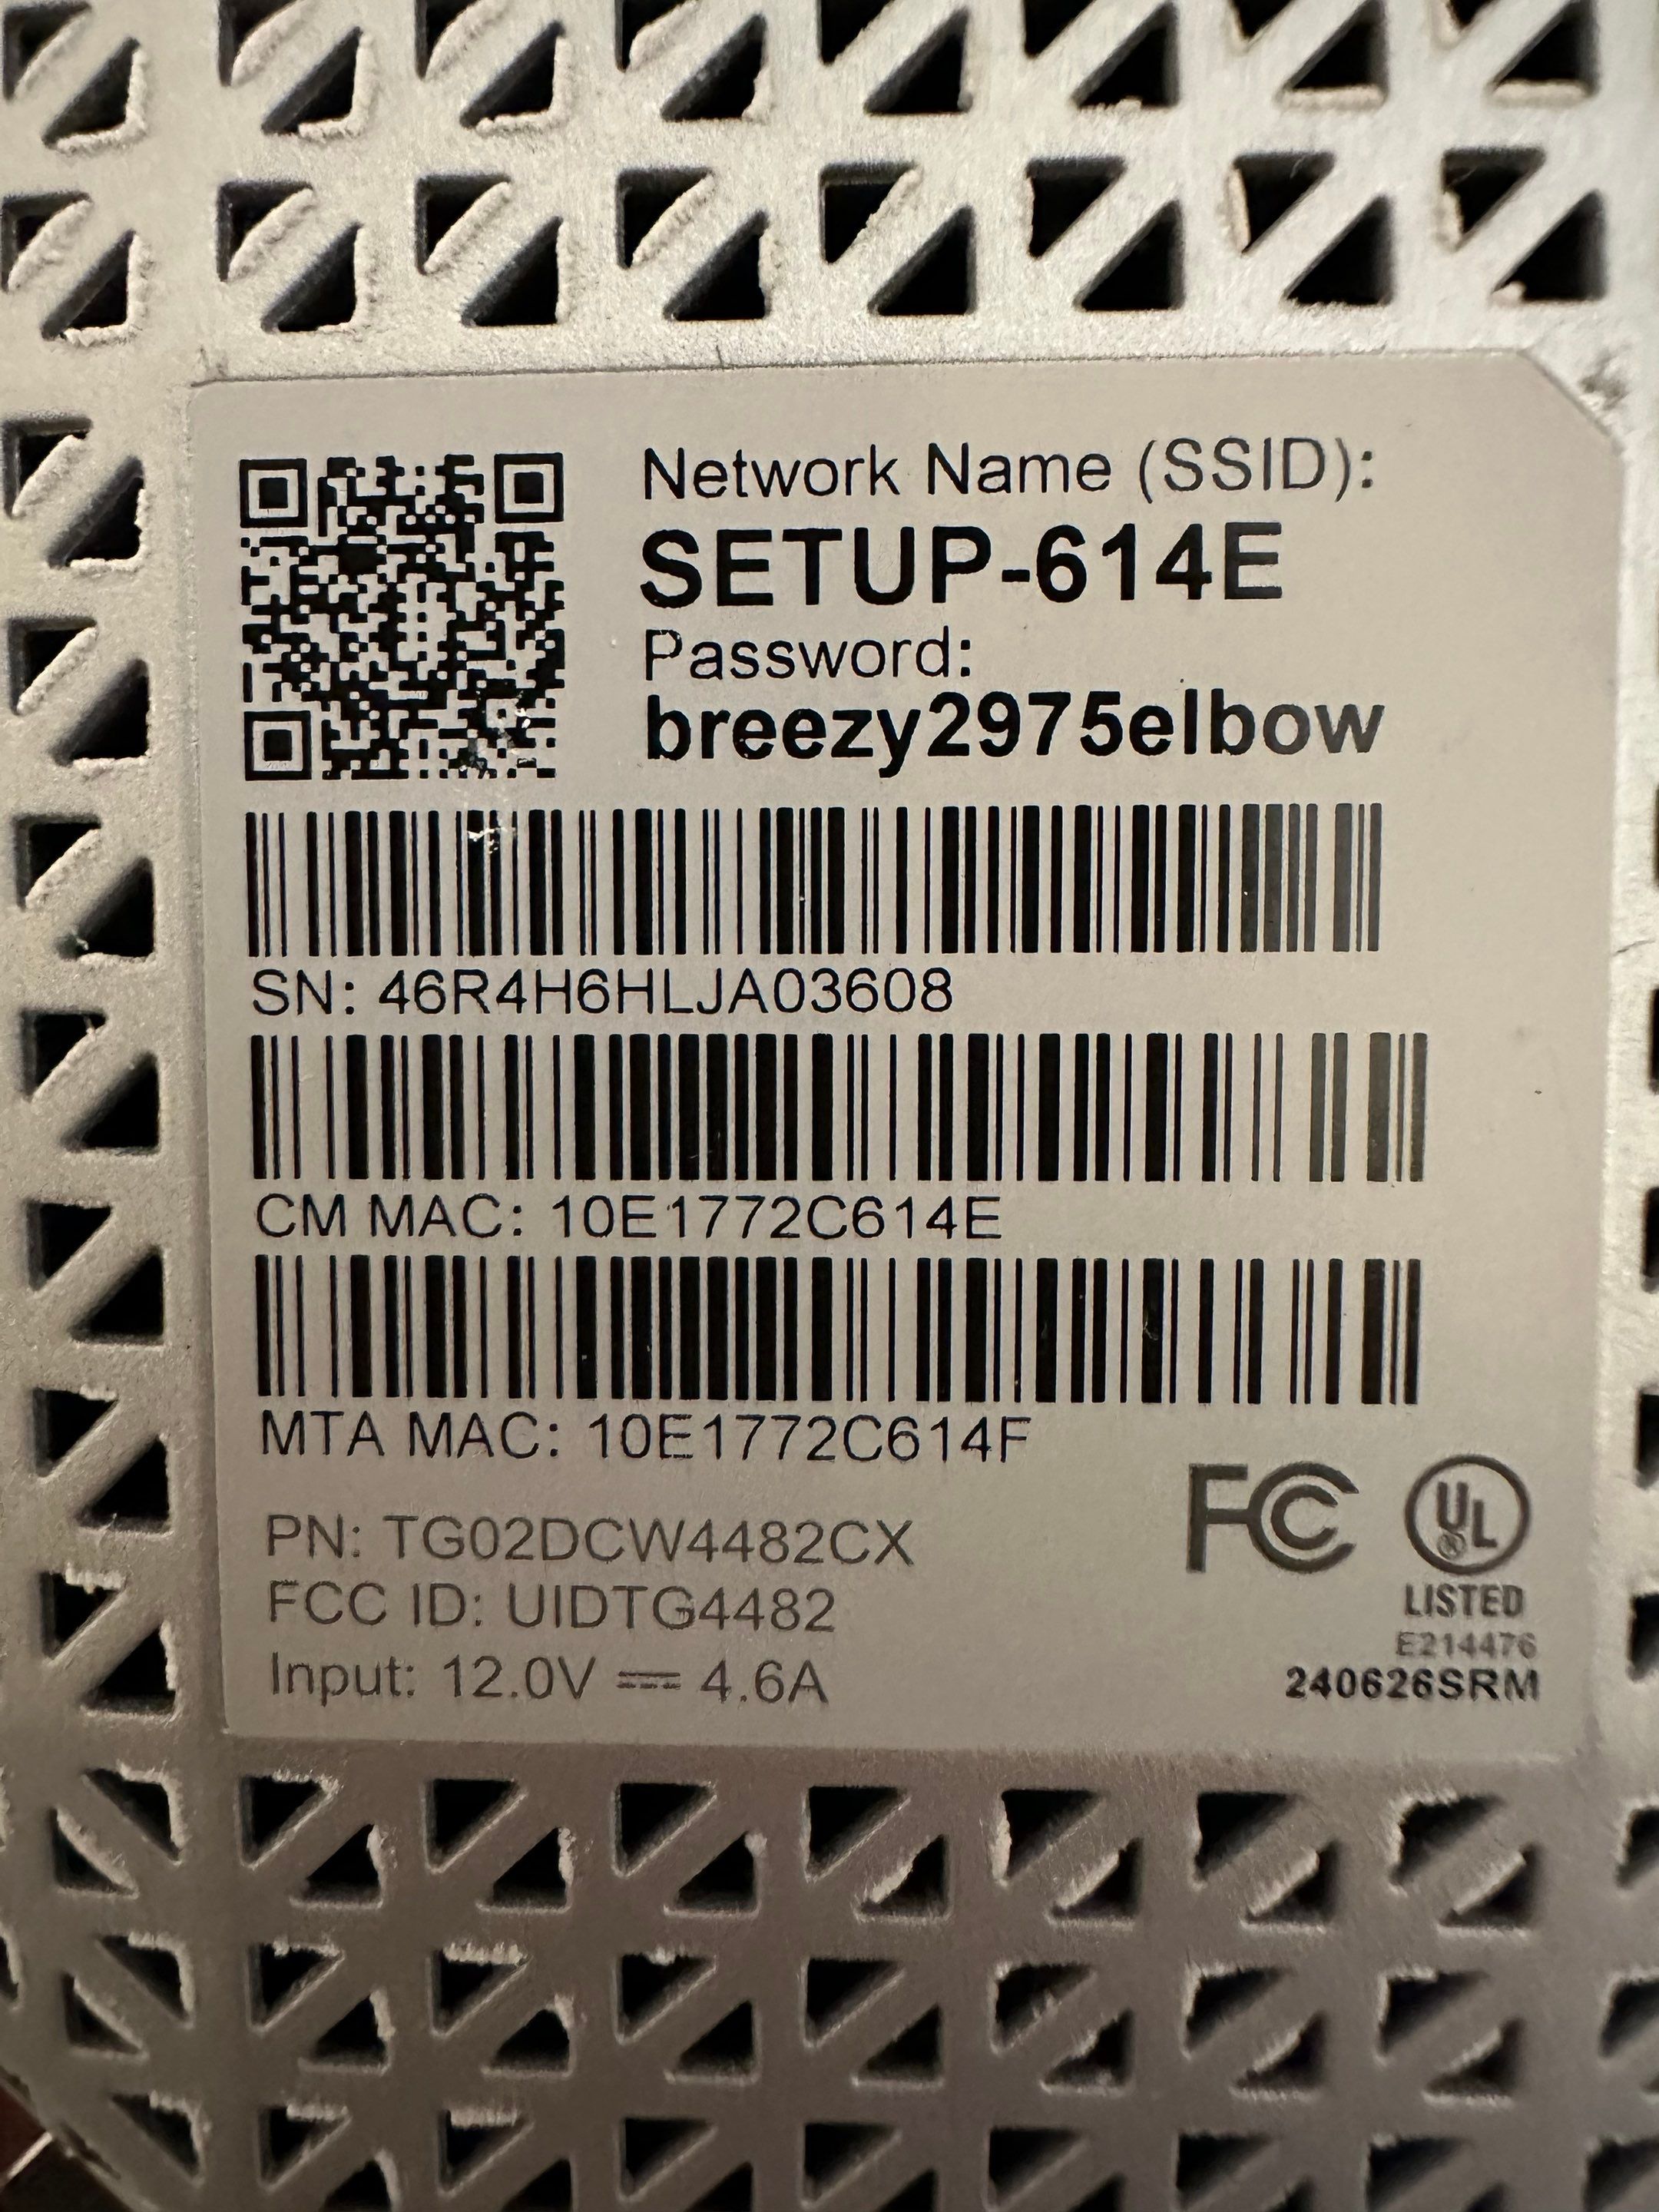 Network Name (SSID):
SETUP-614E
Password:
breezy2975elbow
SN: 46R4H6HLJA03608
CM MAC: 10E1772C614E
MTA MAC: 10E1772C614F
PN: TG02DCW4482CX
FCC ID: UIDTG4482
Input: 12.0V ⎓ 4.6A
FC
UL
®
LISTED
E214476
240626SRM